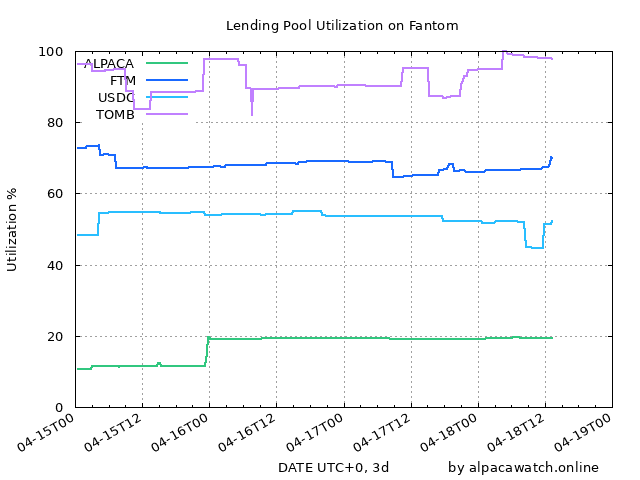 Lending Pool Utilization on Fantom
100
80
60
40
20
0
Utilization %
ALPACA
FTM
USDC
TOMB
04-15T00
04-15T12
04-16T00
04-16T12
04-17T00
04-17T12
04-18T00
04-18T12
04-19T00
DATE UTC+0, 3d
by alpacawatch.online